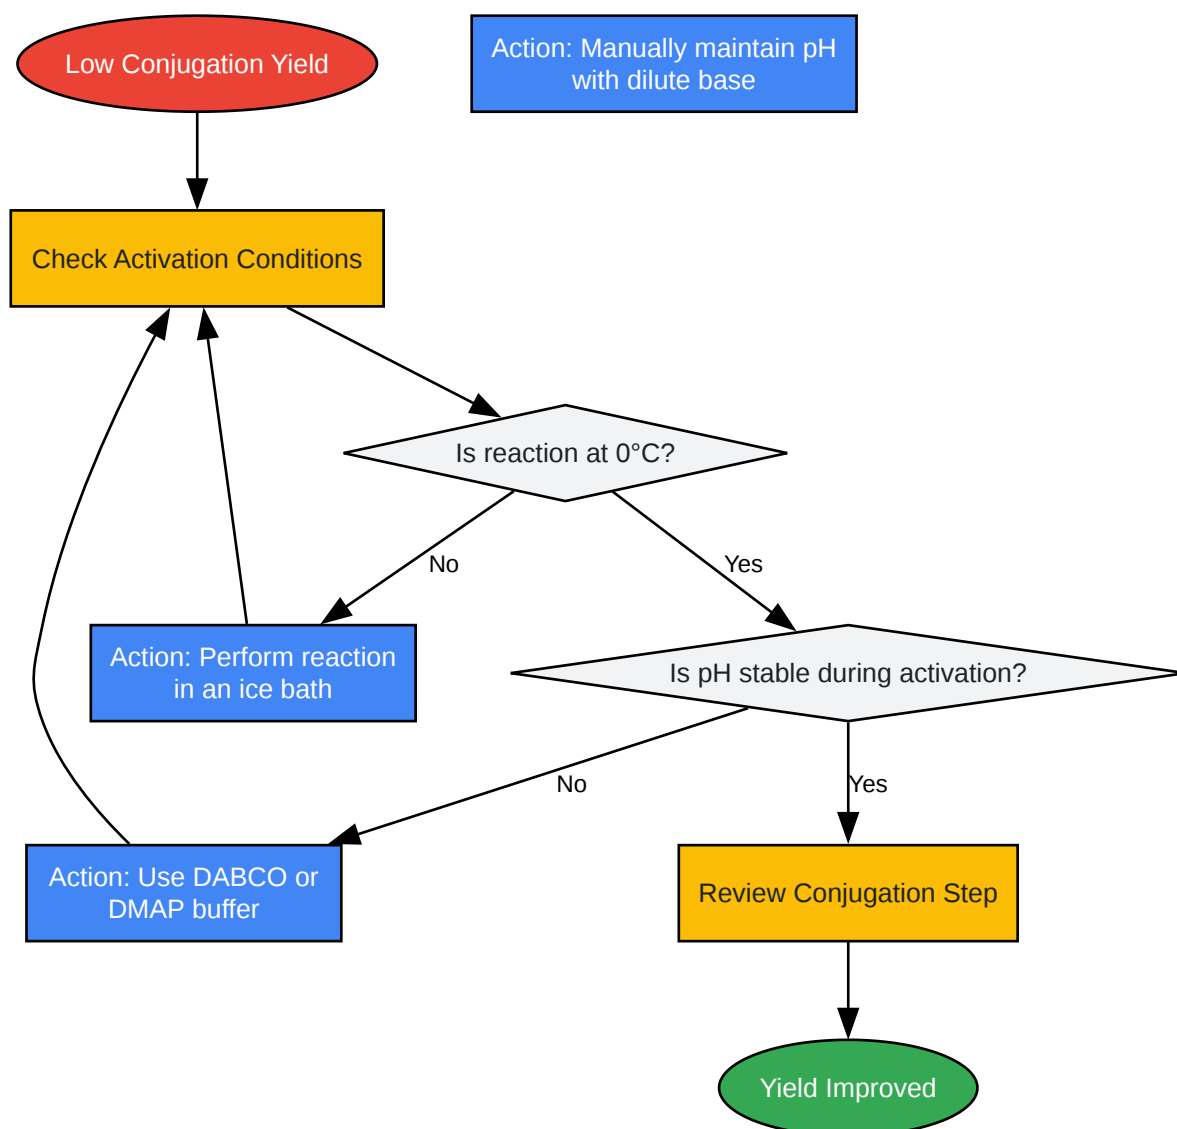 Low Conjugation Yield
Action: Manually maintain pH
with dilute base
Check Activation Conditions
Is reaction at 0°C?
No
Yes
Action: Perform reaction
in an ice bath
Is pH stable during activation?
No
Yes
Action: Use DABCO or
DMAP buffer
Review Conjugation Step
Yield Improved